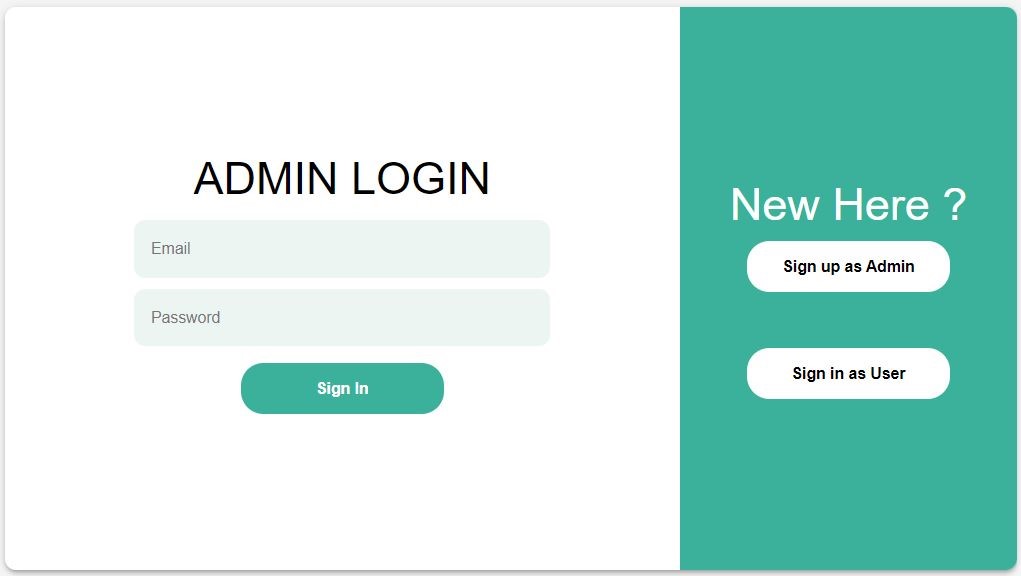 ADMIN LOGIN
Email
Password
Sign In
New Here ?
Sign up as Admin
Sign in as User